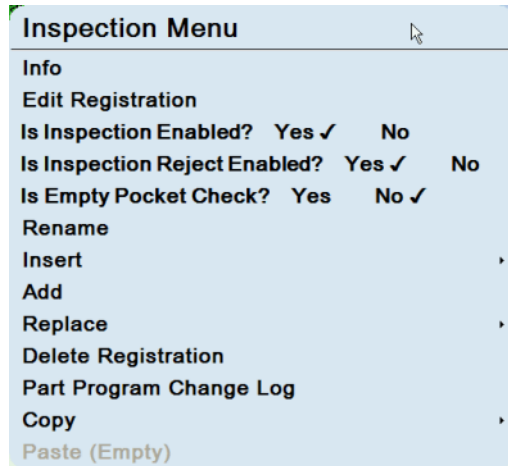 Inspection Menu
Info
Edit Registration
Is Inspection Enabled? Yes ✓ No
Is Inspection Reject Enabled? Yes ✓ No
Is Empty Pocket Check? Yes No ✓
Rename
Insert
Add
Replace
Delete Registration
Part Program Change Log
Copy
Paste (Empty)